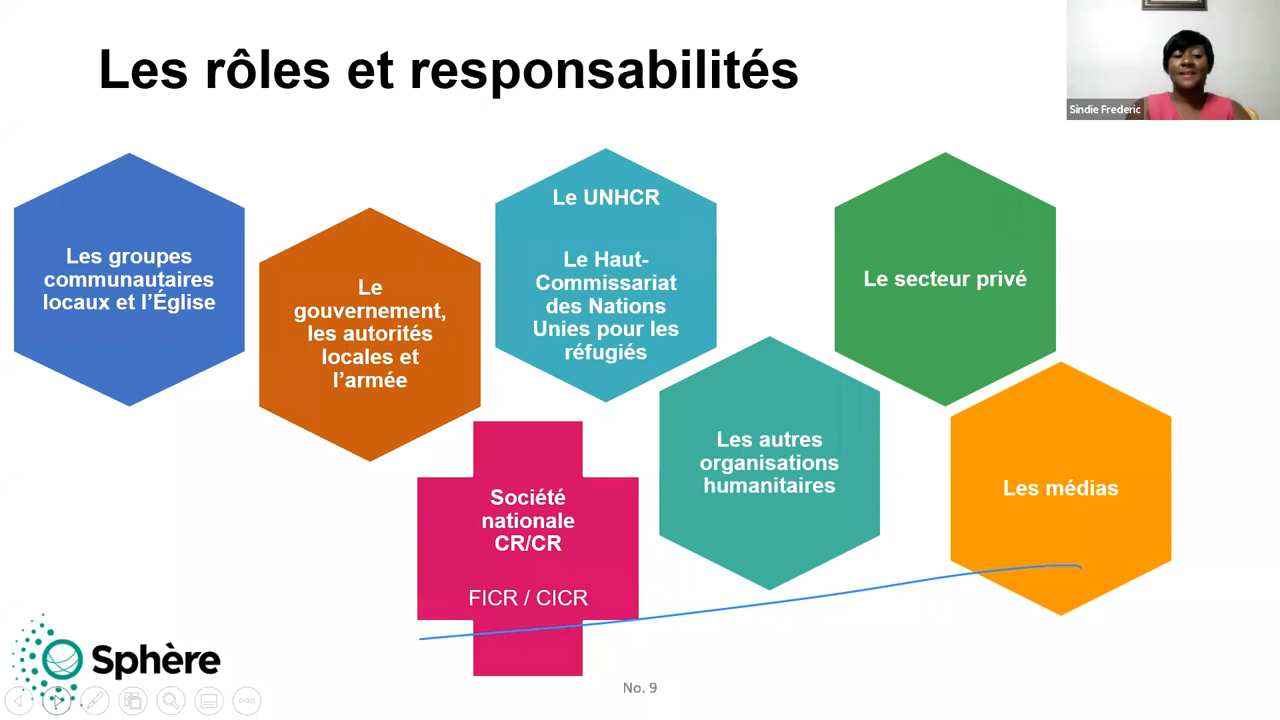 Les rôles et responsabilités
Sindie Frederic
Les groupes
communautaires
locaux et l’Église
Le
gouvernement,
les autorités
locales et
l’armée
Le UNHCR
Le Haut-
Commissariat
des Nations
Unies pour les
réfugiés
Le secteur privé
Société
nationale
CR/CR
FICR / CICR
Les autres
organisations
humanitaires
Les médias
Sphère
No. 9